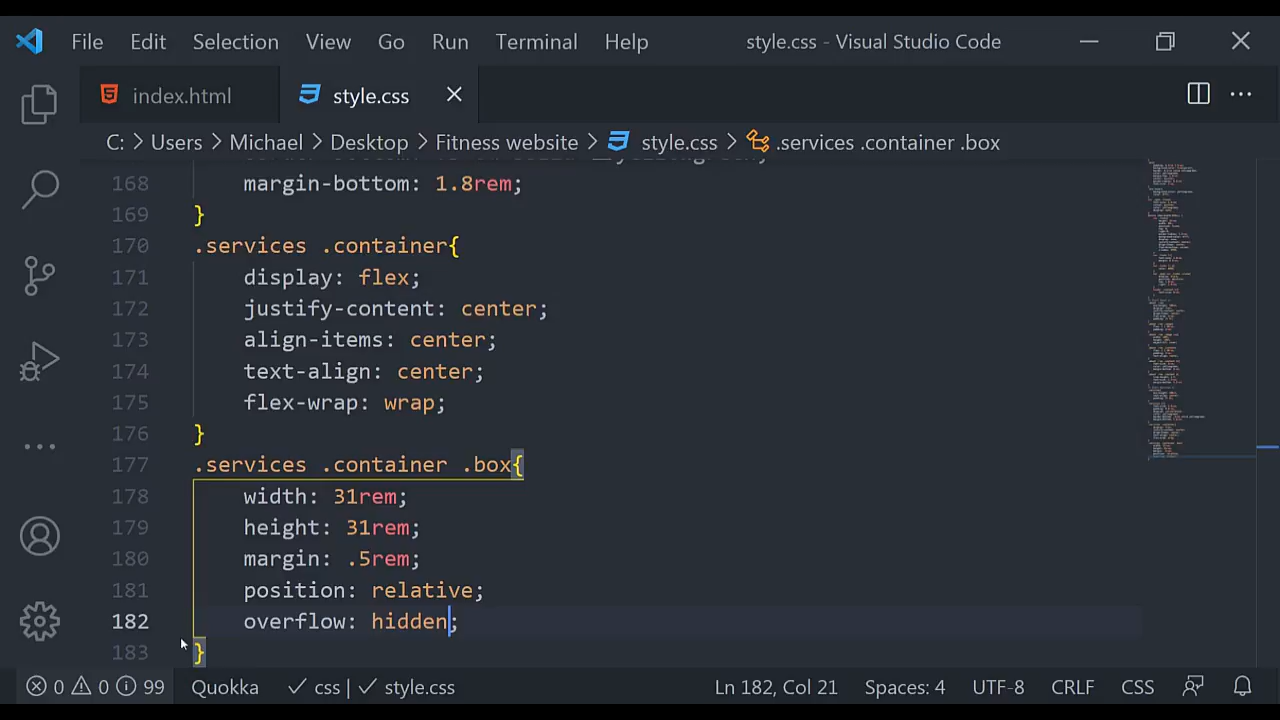 File Edit Selection View Go Run Terminal Help style.css - Visual Studio Code
index.html style.css
C: > Users > Michael > Desktop > Fitness website > style.css > .services .container .box
168 margin-bottom: 1.8rem;
169 }
170 .services .container{
171 display: flex;
172 justify-content: center;
173 align-items: center;
174 text-align: center;
175 flex-wrap: wrap;
176 }
177 .services .container .box{
178 width: 31rem;
179 height: 31rem;
180 margin: .5rem;
181 position: relative;
182 overflow: hidden;
183 }
0 0 99 Quokka ✓ css | ✓ style.css Ln 182, Col 21 Spaces: 4 UTF-8 CRLF CSS